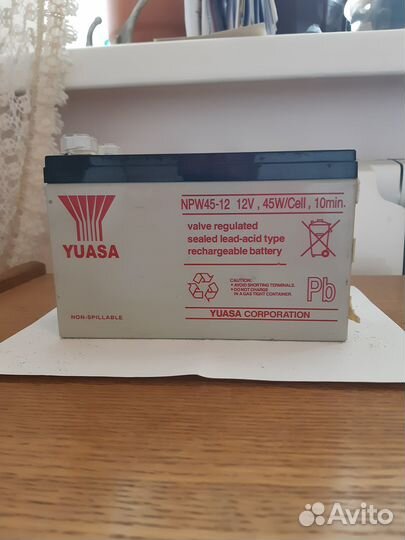 YUASA
NON-SPILLABLE
NPW45-12 12V , 45W/Cell , 10min.
valve regulated
sealed lead-acid type
rechargeable battery
CAUTION:
• AVOID SHORTING TERMINALS.
• DO NOT CHARGE
IN A GAS TIGHT CONTAINER.
Pb
Pb
YUASA CORPORATION
Avito